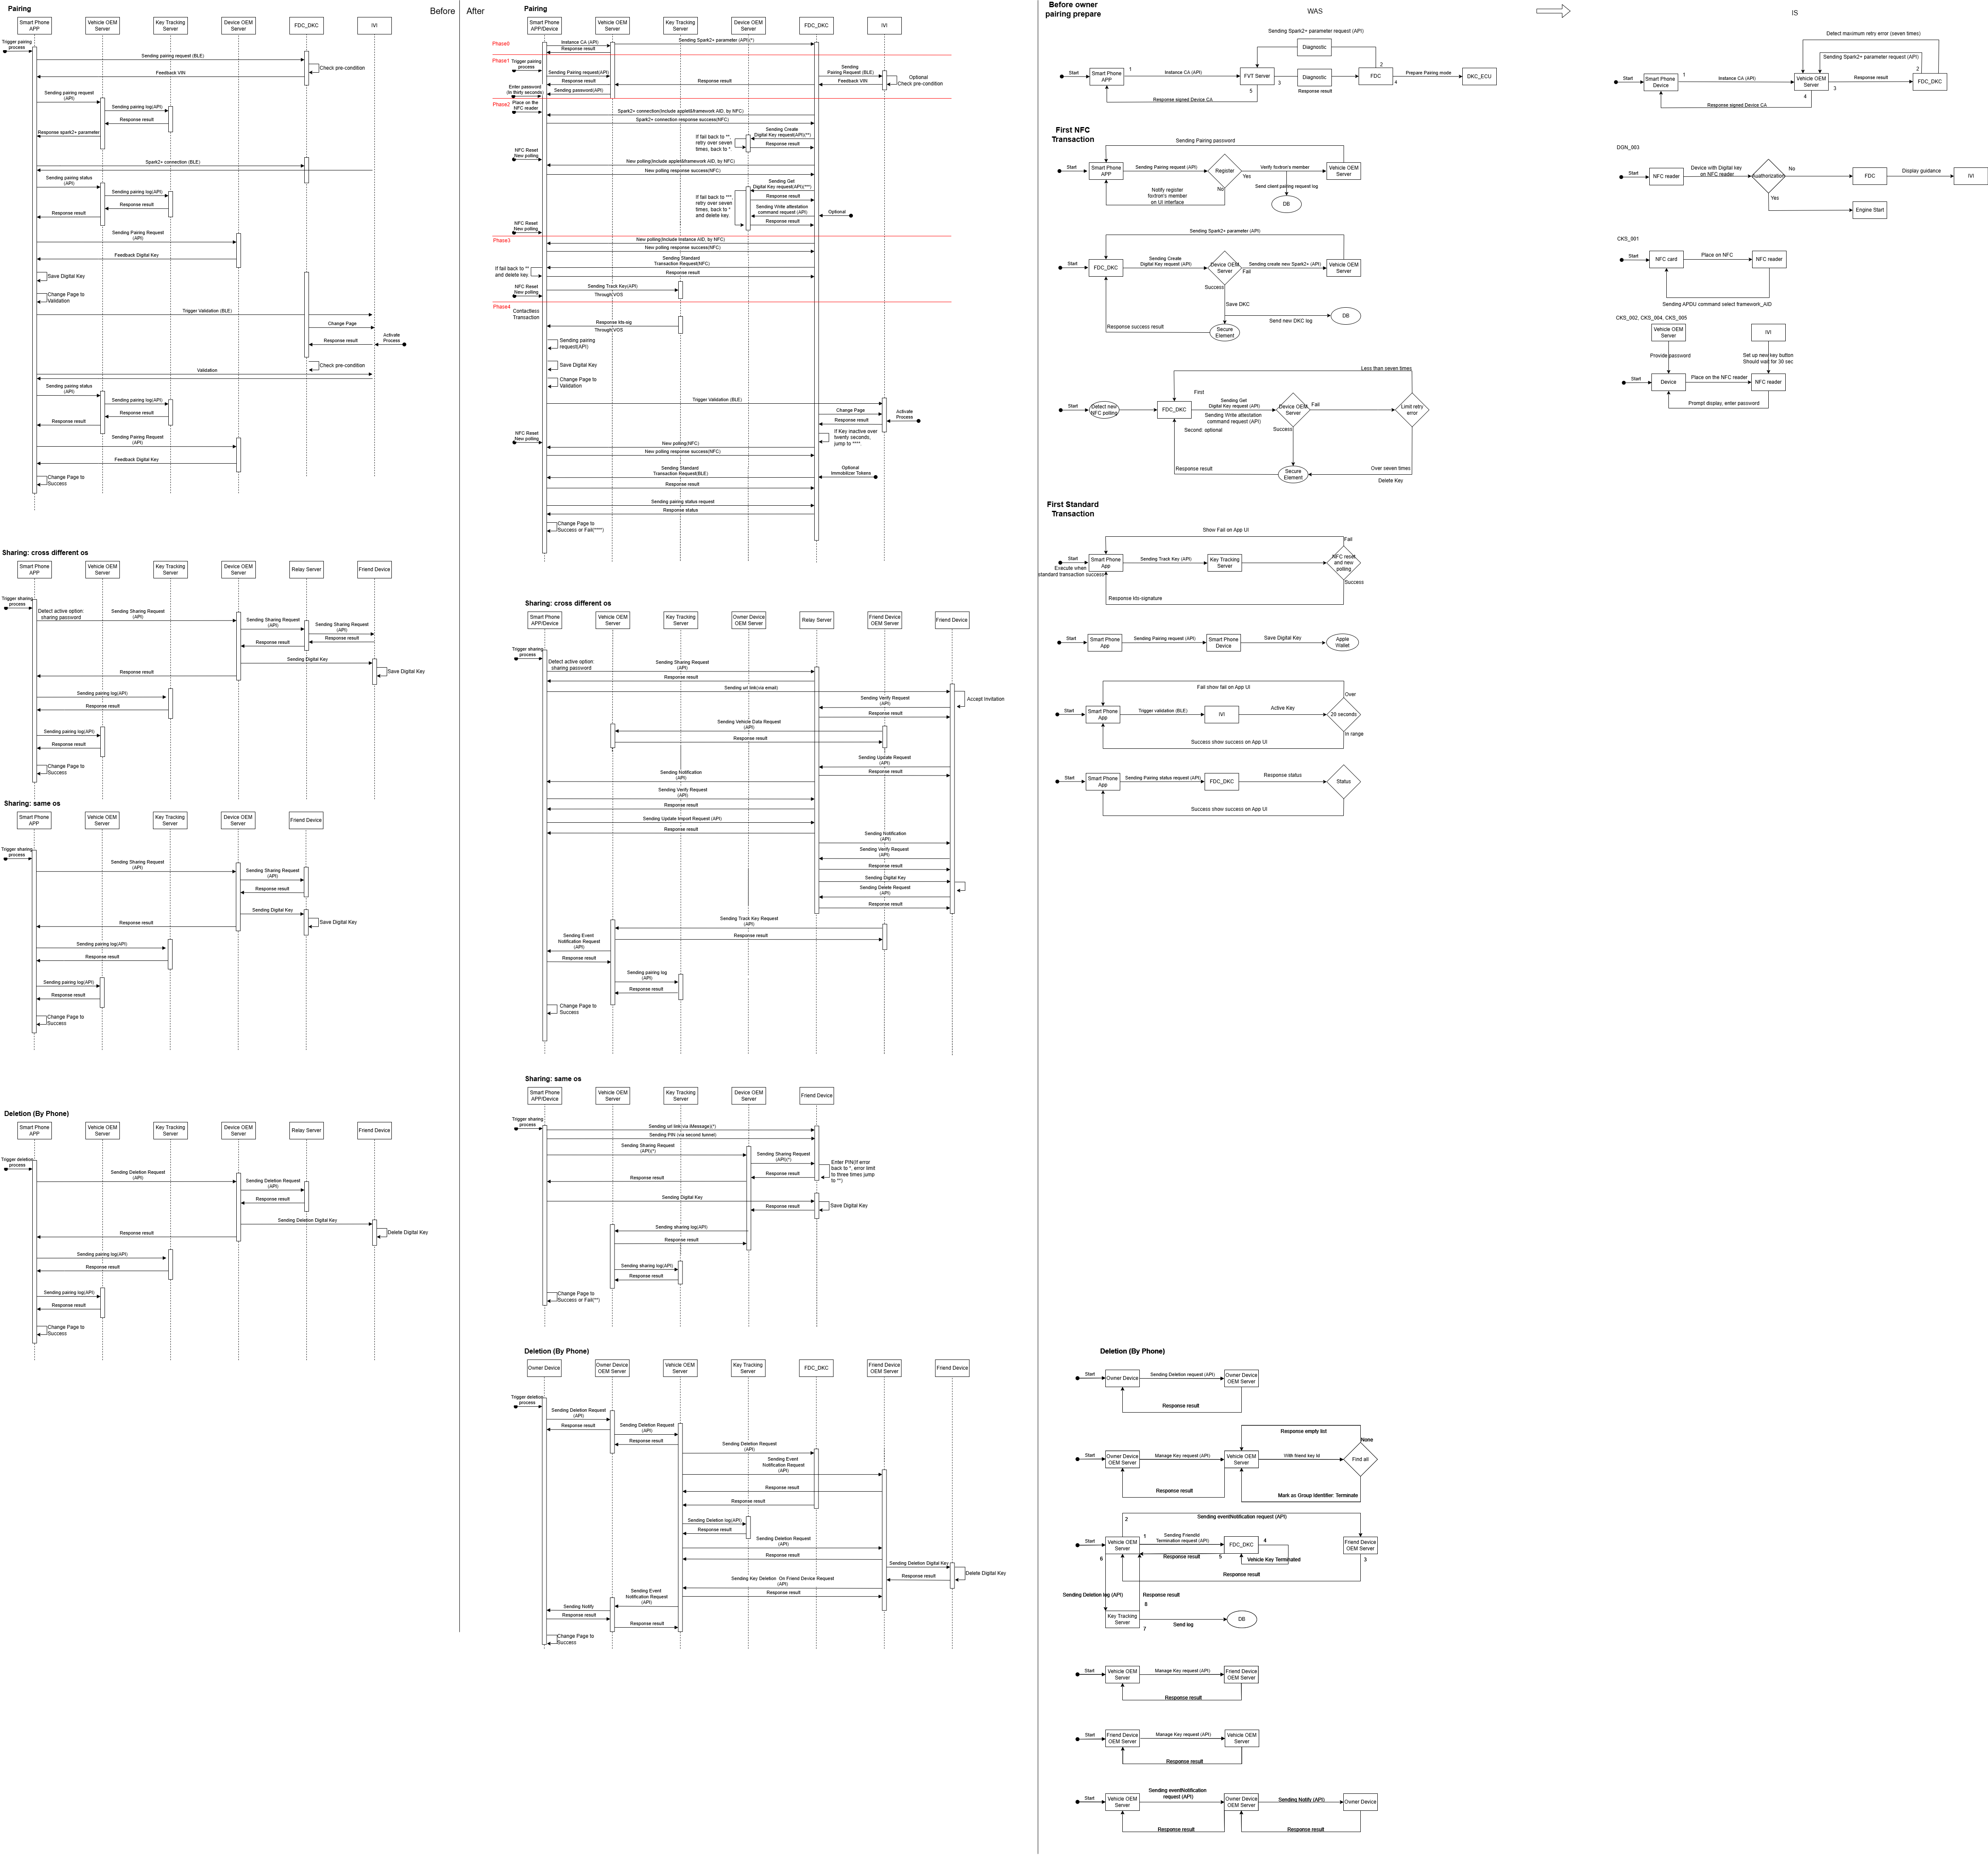 Pairing
Before
Smart Phone
APP
Vehicle OEM
Server
Key Tracking
Server
Device OEM
Server
FDC_DKC
IVI
Trigger pairing
process
Sending pairing request (BLE)
Check pre-condition
Feedback VIN
Sending pairing request
(API)
Sending pairing log(API)
Response result
Response spark2+ parameter
Spark2+ connection (BLE)
Sending pairing status
(API)
Sending pairing log(API)
Response result
Response result
Sending Pairing Request
(API)
Feedback Digital Key
Save Digital Key
Change Page to
Validation
Trigger Validation (BLE)
Change Page
Response result
Activate
Process
Check pre-condition
Validation
Sending pairing status
(API)
Sending pairing log(API)
Response result
Response result
Sending Pairing Request
(API)
Feedback Digital Key
Change Page to
Success
Sharing: cross different os
Smart Phone
APP
Vehicle OEM
Server
Key Tracking
Server
Device OEM
Server
Relay Server
Friend Device
Trigger sharing
process
Detect active option:
sharing password
Sending Sharing Request
(API)
Sending Sharing Request
(API)
Sending Sharing Request
(API)
Response result
Response result
Sending Digital Key
Save Digital Key
Response result
Sending pairing log(API)
Response result
Sending pairing log(API)
Response result
Change Page to
Success
Sharing: same os
Smart Phone
APP
Vehicle OEM
Server
Key Tracking
Server
Device OEM
Server
Friend Device
Trigger sharing
process
Sending Sharing Request
(API)
Sending Sharing Request
(API)
Response result
Sending Digital Key
Save Digital Key
Response result
Sending pairing log(API)
Response result
Sending pairing log(API)
Response result
Change Page to
Success
Deletion (By Phone)
Smart Phone
APP
Vehicle OEM
Server
Key Tracking
Server
Device OEM
Server
Relay Server
Friend Device
Trigger deletion
process
Sending Deletion Request
(API)
Sending Deletion Request
(API)
Response result
Sending Deletion Digital Key
Delete Digital Key
Response result
Sending pairing log(API)
Response result
Sending pairing log(API)
Response result
Change Page to
Success
After
Pairing
Smart Phone
APP/Device
Vehicle OEM
Server
Key Tracking
Server
Device OEM
Server
FDC_DKC
IVI
Phase0
Instance CA (API)
Sending Spark2+ parameter (API)(*)
Response result
Phase1
Trigger pairing
process
Sending Pairing request(API)
Sending
Pairing Request (BLE)
Optional
Check pre-condition
Response result
Response result
Feedback VIN
Enter password
(In thirty seconds)
Sending password(API)
Phase2
Place on the
NFC reader
Spark2+ connection(Include applet&framework AID, by NFC)
Spark2+ connection response success(NFC)
Sending Create
Digital Key request(API)(**)
If fail back to **,
retry over seven
times, back to *.
Response result
NFC Reset
New polling
New polling(Include applet&framework AID, by NFC)
New polling response success(NFC)
Sending Get
Digital Key request(API)(***)
If fail back to ***,
retry over seven
times, back to *
and delete key.
Response result
Sending Write attestation
command request (API)
Optional
Response result
NFC Reset
New polling
Phase3
New polling(Include Instance AID, by NFC)
New polling response success(NFC)
Sending Standard
Transaction Request(NFC)
If fail back to **
and delete key.
Response result
NFC Reset
New polling
Sending Track Key(API)
Through VOS
Phase4
Contactless
Transaction
Response kts-sig
Through VOS
Sending pairing
request(API)
Save Digital Key
Change Page to
Validation
Trigger Validation (BLE)
Change Page
Response result
Activate
Process
If Key inactive over
twenty seconds,
jump to ****.
NFC Reset
New polling
New polling(NFC)
New polling response success(NFC)
Sending Standard
Transaction Request(BLE)
Optional
Immobilizer Tokens
Response result
Sending pairing status request
Response status
Change Page to
Success or Fail(****)
Sharing: cross different os
Smart Phone
APP/Device
Vehicle OEM
Server
Key Tracking
Server
Owner Device
OEM Server
Relay Server
Friend Device
OEM Server
Friend Device
Trigger sharing
process
Detect active option:
sharing password
Sending Sharing Request
(API)
Response result
Sending url link(via email)
Accept Invitation
Sending Verify Request
(API)
Response result
Sending Vehicle Data Request
(API)
Response result
Sending Update Request
(API)
Response result
Sending Notification
(API)
Sending Verify Request
(API)
Response result
Sending Update Import Request (API)
Response result
Sending Notification
(API)
Sending Verify Request
(API)
Response result
Sending Digital Key
Sending Delete Request
(API)
Response result
Sending Track Key Request
(API)
Response result
Sending Event
Notification Request
(API)
Response result
Sending pairing log
(API)
Response result
Change Page to
Success
Sharing: same os
Smart Phone
APP/Device
Vehicle OEM
Server
Key Tracking
Server
Device OEM
Server
Friend Device
Trigger sharing
process
Sending url link(via iMessage)(*)
Sending PIN (via second tunnel)
Sending Sharing Request
(API)(*)
Sending Sharing Request
(API)(*)
Enter PIN(If error
back to *, error limit
to three times jump
to **)
Response result
Response result
Sending Digital Key
Response result
Save Digital Key
Sending sharing log(API)
Response result
Sending sharing log(API)
Response result
Change Page to
Success or Fail(**)
Deletion (By Phone)
Owner Device
Owner Device
OEM Server
Vehicle OEM
Server
Key Tracking
Server
FDC_DKC
Friend Device
OEM Server
Friend Device
Trigger deletion
process
Sending Deletion Request
(API)
Response result
Sending Deletion Request
(API)
Response result
Sending Deletion Request
(API)
Sending Event
Notification Request
(API)
Response result
Response result
Sending Deletion log(API)
Response result
Sending Deletion Request
(API)
Response result
Sending Deletion Digital Key
Delete Digital Key
Response result
Sending Key Deletion  On Friend Device Request
(API)
Response result
Sending Event
Notification Request
(API)
Sending Notify
Response result
Response result
Change Page to
Success
Before owner
pairing prepare
WAS
IS
Sending Spark2+ parameter request (API)
Diagnostic
2
Start
Smart Phone
APP
1
Instance CA (API)
FVT Server
Diagnostic
FDC
Prepare Pairing mode
DKC_ECU
5
3
4
Response result
Response signed Device CA
First NFC
Transaction
Sending Pairing password
Start
Smart Phone
APP
Sending Pairing request (API)
Register
Verify foxtron's member
Yes
Vehicle OEM
Server
No
Notify register
foxtron's member
on UI interface
Send client pairing request log
DB
Sending Spark2+ parameter (API)
Start
FDC_DKC
Sending Create
Digital Key request (API)
Device OEM
Server
Fail
Sending create new Spark2+ (API)
Vehicle OEM
Server
Success
Save DKC
Send new DKC log
DB
Response success result
Secure
Element
Less than seven times
First
Start
Detect new
NFC polling
FDC_DKC
Sending Get
Digital Key request (API)
Sending Write attestation
command request (API)
Second: optional
Device OEM
Server
Fail
Limit retry
error
Success
Response result
Secure
Element
Over seven times
Delete Key
First Standard
Transaction
Show Fail on App UI
Fail
Start
Execute when
standard transaction success
Smart Phone
App
Sending Track Key (API)
Key Tracking
Server
NFC reset
and new
polling
Success
Response kts-signature
Start
Smart Phone
App
Sending Pairing request (API)
Smart Phone
Device
Save Digital Key
Apple
Wallet
Fail show fail on App UI
Over
Start
Smart Phone
App
Trigger validation (BLE)
IVI
Active Key
20 seconds
In range
Success show success on App UI
Start
Smart Phone
App
Sending Pairing status request (API)
FDC_DKC
Response status
Status
Success show success on App UI
Detect maximum retry error (seven times)
Sending Spark2+ parameter request (API)
2
Start
Smart Phone
Device
1
Instance CA (API)
Vehicle OEM
Server
Response result
FDC_DKC
4
3
Response signed Device CA
DGN_003
Start
NFC reader
Device with Digital key
on NFC reader
Authorization
No
FDC
Display guidance
IVI
Yes
Engine Start
CKS_001
Start
NFC card
Place on NFC
NFC reader
Sending APDU command select framework_AID
CKS_002, CKS_004, CKS_005
Vehicle OEM
Server
IVI
Provide password
Set up new key button
Should wait for 30 sec
Start
Device
Place on the NFC reader
NFC reader
Prompt display, enter password
Deletion (By Phone)
Start
Owner Device
Sending Deletion request (API)
Owner Device
OEM Server
Response result
Response empty list
None
Start
Owner Device
OEM Server
Manage Key request (API)
Vehicle OEM
Server
With friend key Id
Find all
Response result
Mark as Group Identifier: Terminate
Sending eventNotification request (API)
2
Start
Vehicle OEM
Server
1
Sending FriendId
Termination request (API)
FDC_DKC
4
Friend Device
OEM Server
6
Response result
5
Vehicle Key Terminated
3
Response result
Sending Deletion log (API)
Response result
8
Key Tracking
Server
Send log
DB
7
Start
Vehicle OEM
Server
Manage Key request (API)
Friend Device
OEM Server
Response result
Start
Friend Device
OEM Server
Manage Key request (API)
Vehicle OEM
Server
Response result
Start
Vehicle OEM
Server
Sending eventNotification
request (API)
Owner Device
OEM Server
Sending Notify (API)
Owner Device
Response result
Response result